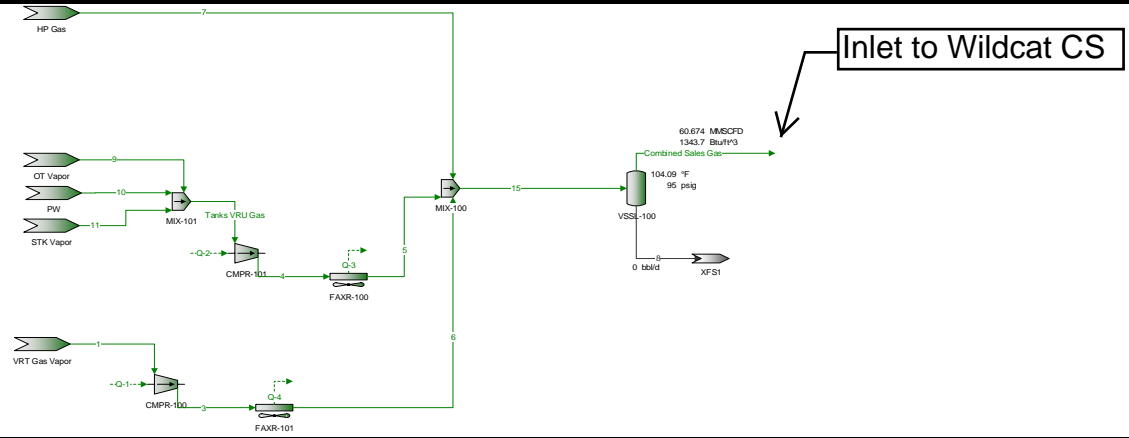 7
HP Gas
Inlet to Wildcat CS
60.674 MMSCFD
1343.7 Btu/ft^3
Combined Sales Gas
9
OT Vapor
104.09 °F
95 psig
10
PW
MIX-101
15
MIX-100
VSSL-100
11
STK Vapor
Tanks VRU Gas
Q-2
CMPR-101
4
Q-3
FAXR-100
5
8
0 bbl/d
XFS1
6
1
VRT Gas Vapor
Q-1
CMPR-100
3
Q-4
FAXR-101